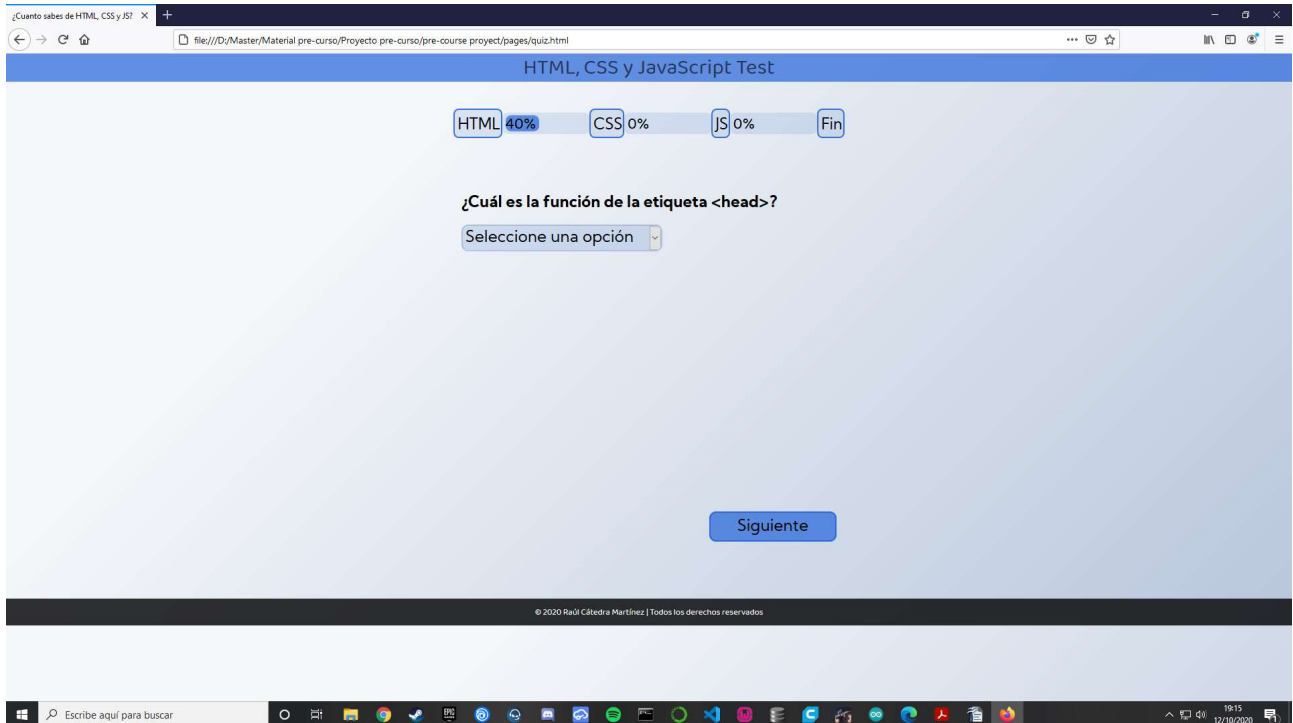 ¿Cuanto sabes de HTML, CSS y JS?
file:///D:/Master/Material pre-curso/Proyecto pre-curso/pre-course proyect/pages/quiz.html
HTML, CSS y JavaScript Test
HTML 40% CSS 0% JS 0% Fin
¿Cuál es la función de la etiqueta <head>?
Seleccione una opción
Siguiente
© 2020 Raúl Cátedra Martínez | Todos los derechos reservados
Escribe aquí para buscar
EPIC
19:15
12/10/2020